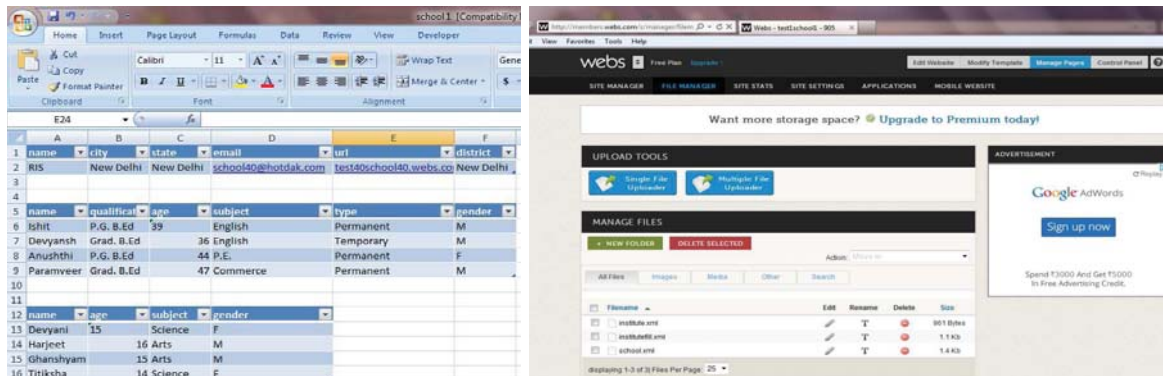 school1 [Compatibility
Home Insert Page Layout Formulas Data Review View Developer
Cut
Copy
Format Painter
Paste
Calibri 11 A A
Wrap Text
Gene
B I U
Merge & Center
$
Clipboard Font Alignment
E24 fx
A B C D E F
1 name city state email url district
2 RIS New Delhi New Delhi school40@hotdak.com test40school40.webs.co New Delhi
3
4
5 name qualificat age subject type gender
6 Ishit P.G. B.Ed 39 English Permanent M
7 Devyansh Grad. B.Ed 36 English Temporary M
8 Anushthi P.G. B.Ed 44 P.E. Permanent F
9 Paramveer Grad. B.Ed 47 Commerce Permanent M
10
11
12 name age subject gender
13 Devyani 15 Science F
14 Harjeet 16 Arts M
15 Ghanshyam 15 Arts M
16 Titiksha 14 Science F
Webs - test1school1 - 905
View Favorites Tools Help
webs Free Plan Upgrade Edit Website Modify Template Manage Pages Control Panel
SITE MANAGER FILE MANAGER SITE STATS SITE SETTINGS APPLICATIONS MOBILE WEBSITE
Want more storage space? Upgrade to Premium today!
UPLOAD TOOLS
Single File Uploader
Multiple File Uploader
MANAGE FILES
+ NEW FOLDER DELETE SELECTED
Action: Move to
All Files Images Media Other Search
Filename Edit Rename Delete Size
institute.xml T 901 Bytes
institutefill.xml T 1.1 Kb
school.xml T 1.4 Kb
displaying 1-3 of 3| Files Per Page: 25
ADVERTISEMENT
Google AdWords
Sign up now
Spend ₹3000 And Get ₹5000
In Free Advertising Credit.